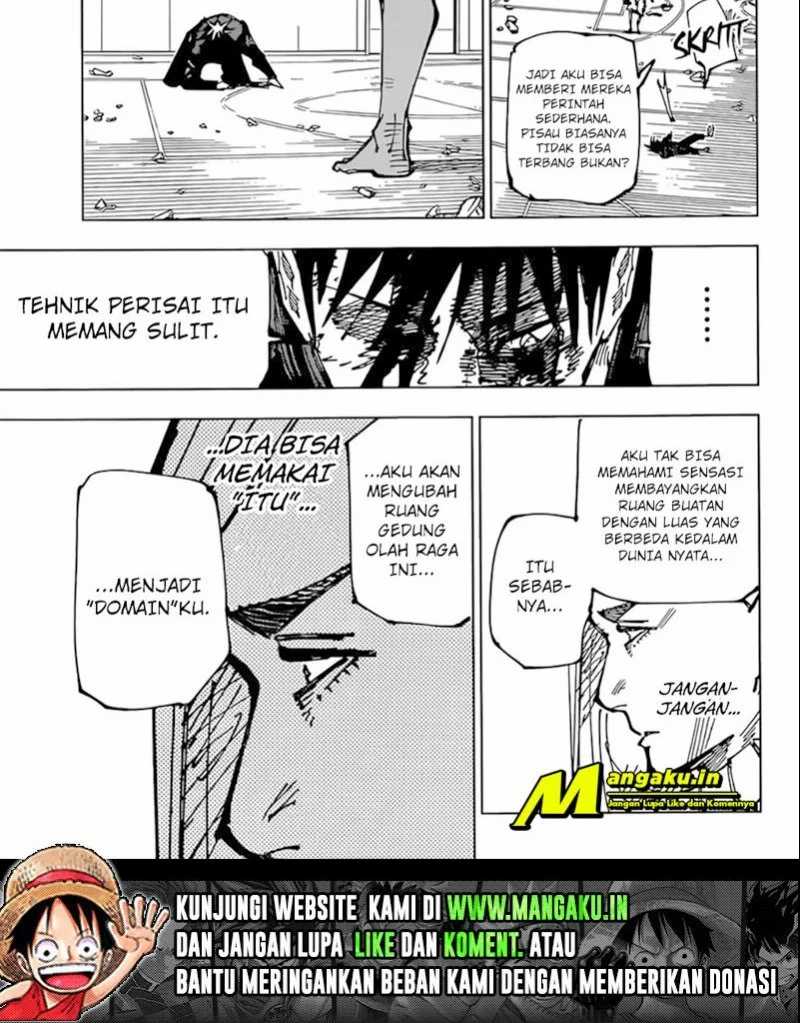 SKRITT
JADI AKU BISA
MEMBERI MEREKA
PERINTAH
SEDERHANA.
PISAU BIASANYA
TIDAK BISA
TERBANG BUKAN?
......
TEHNIK PERISAI ITU
MEMANG SULIT.
AKU TAK BISA
MEMAHAMI SENSASI
MEMBAYANGKAN
RUANG BUATAN
DENGAN LUAS YANG
BERBEDA KEDALAM
DUNIA NYATA...
ITU
SEBAB-
NYA...
JANGAN-
JANGAN...
...AKU AKAN
MENGUBAH
RUANG
GEDUNG
OLAH RAGA
INI...
...DIA BISA
MEMAKAI
"ITU"...
...MENJADI
"DOMAIN"KU.
Mangaku.in
Jangan Lupa Like dan Komennya
KUNJUNGI WEBSITE KAMI DI WWW.MANGAKU.IN
DAN JANGAN LUPA LIKE DAN KOMENT. ATAU
BANTU MERINGANKAN BEBAN KAMI DENGAN MEMBERIKAN DONASI